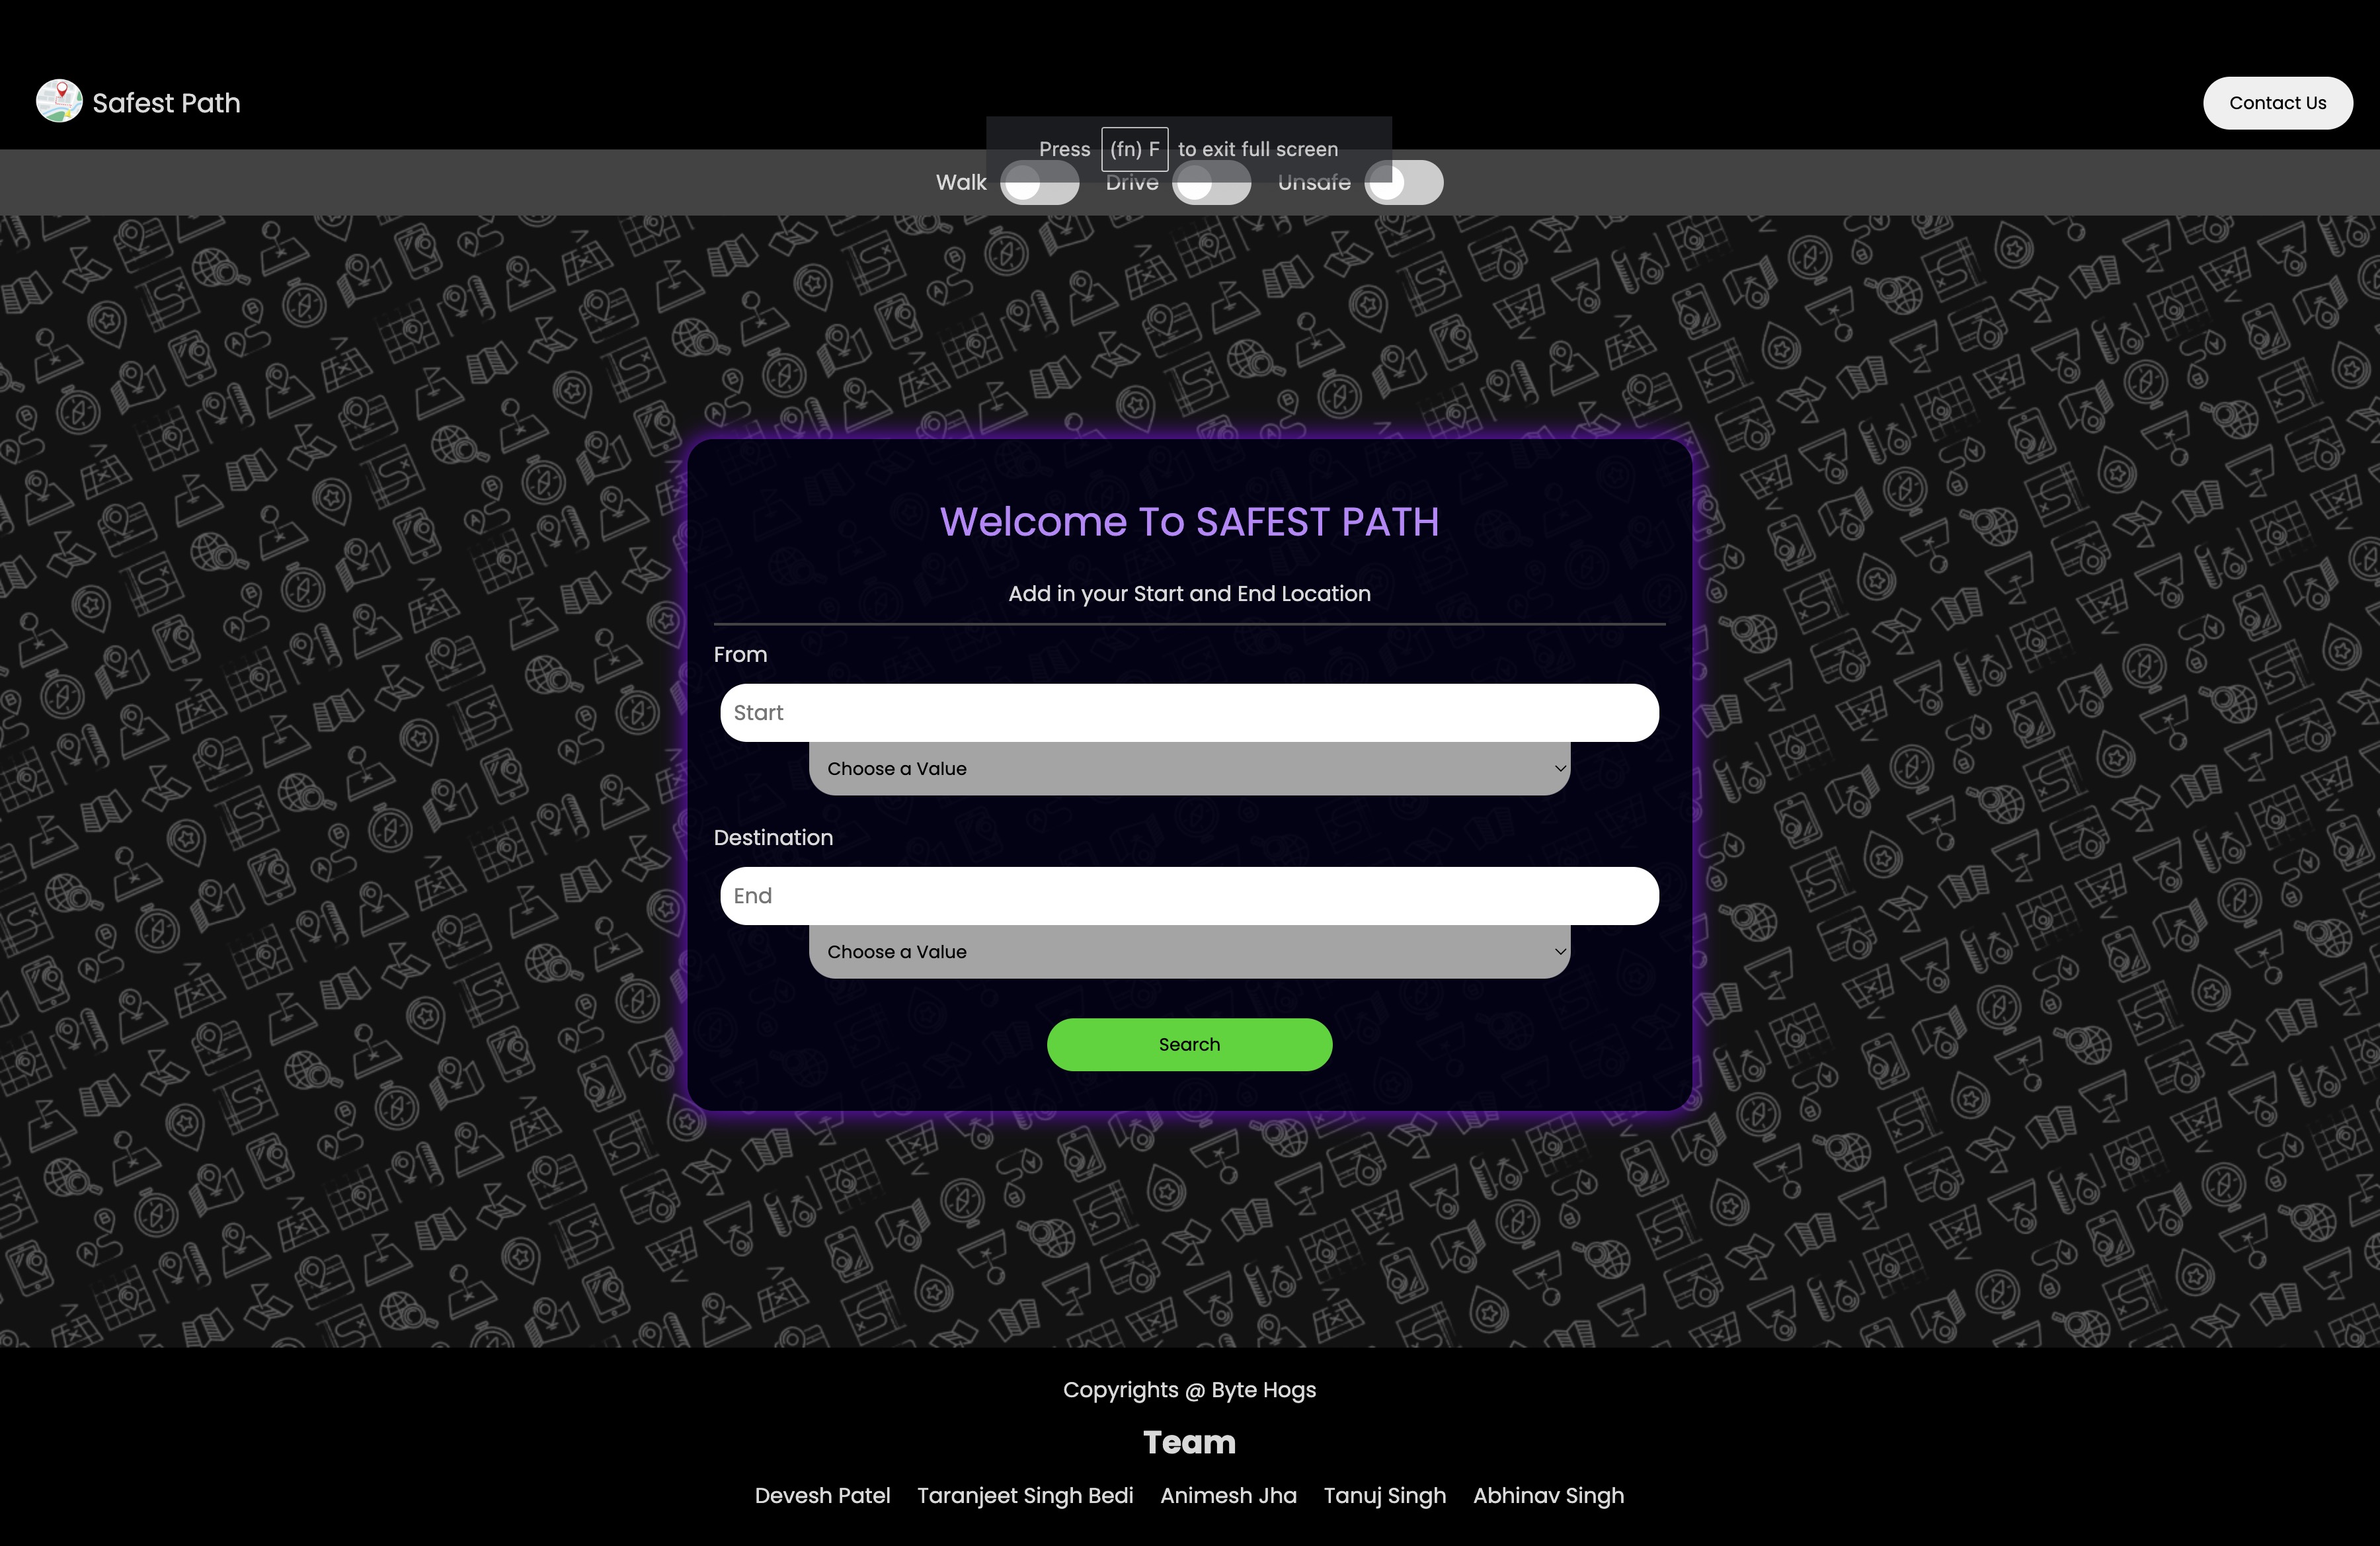 Safest Path
Contact Us
Press (fn) F to exit full screen
Walk Drive Unsafe
Welcome To SAFEST PATH
Add in your Start and End Location
From
Start
Choose a Value
Destination
End
Choose a Value
Search
Copyrights @ Byte Hogs
Team
Devesh Patel Taranjeet Singh Bedi Animesh Jha Tanuj Singh Abhinav Singh